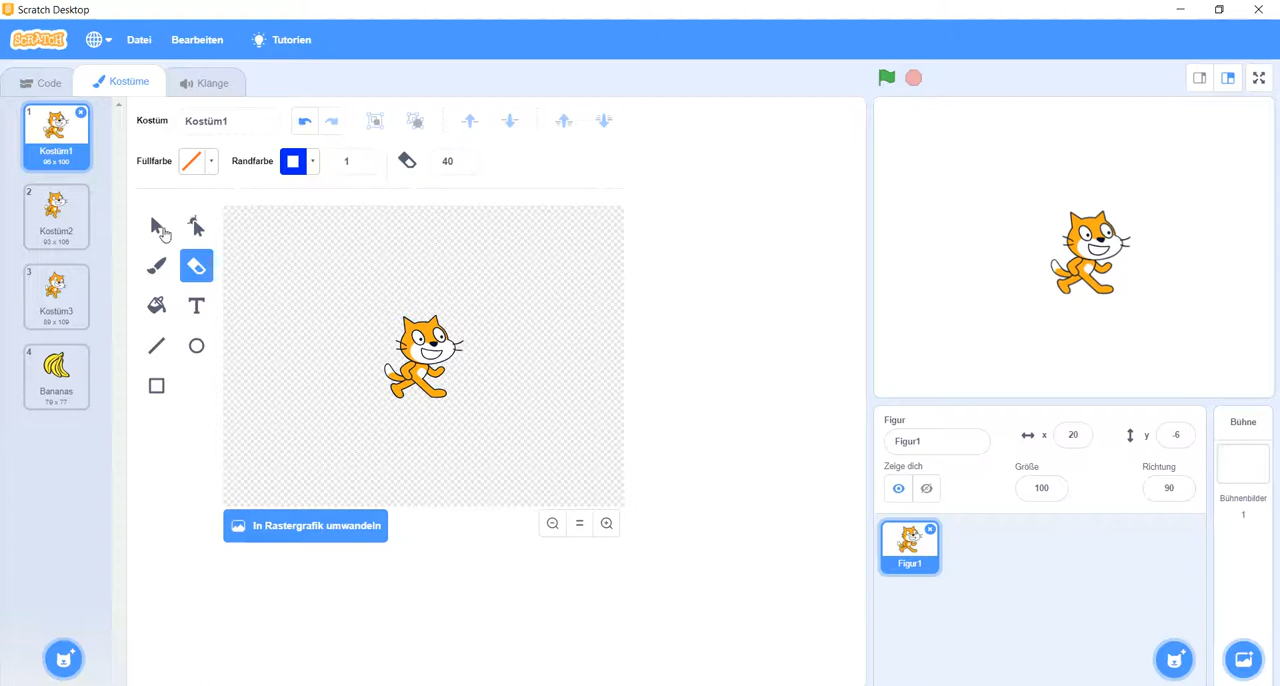 Scratch Desktop
SCRATCH Datei Bearbeiten Tutorien
Code Kostüme Klänge
1
Kostüm1
96 x 100
2
Kostüm2
93 x 106
3
Kostüm3
89 x 109
4
Bananas
79 x 77
Kostüm Kostüm1
Füllfarbe Randfarbe 1 40
T
In Rastergrafik umwandeln
Figur
Figur1 x 20 y -6
Zeige dich Größe Richtung
100 90
Figur1
Bühne
Bühnenbilder
1